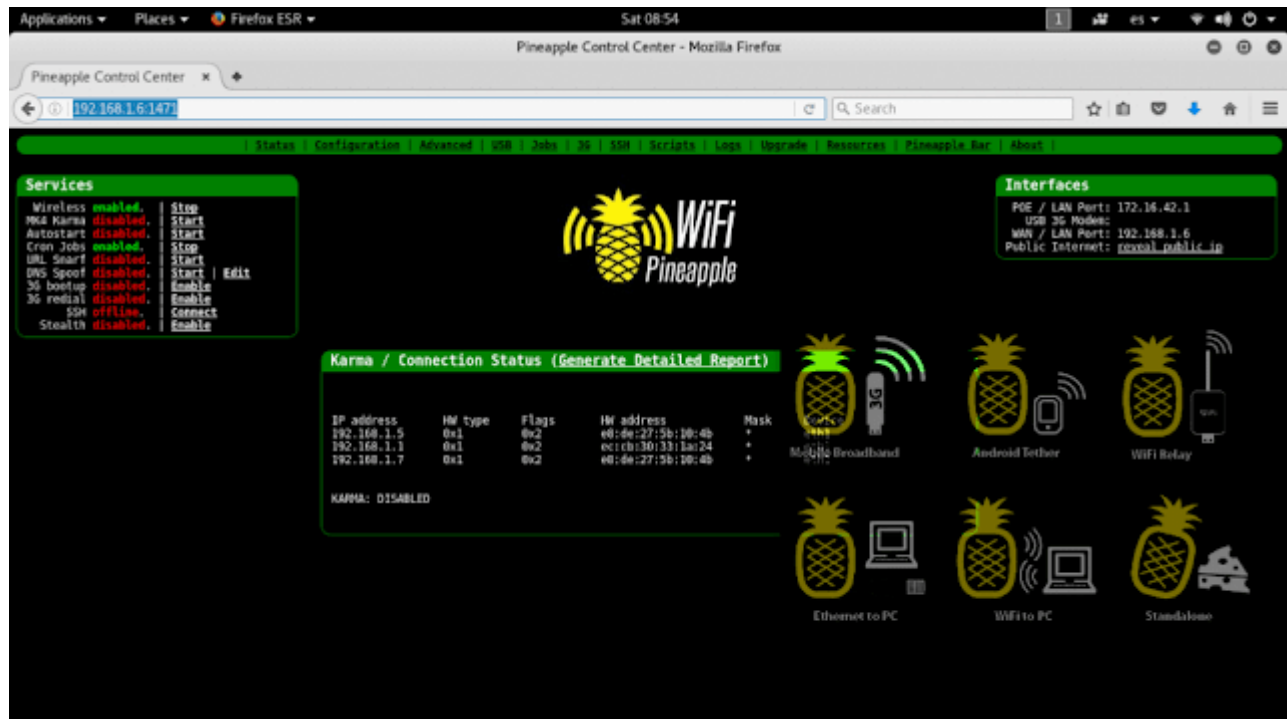 Applications Places Firefox ESR Sat 08:54 1 es
Pineapple Control Center - Mozilla Firefox
Pineapple Control Center
192.168.1.6:1471 Search
| Status | Configuration | Advanced | USB | Jobs | 3G | SSH | Scripts | Logs | Upgrade | Resources | Pineapple Bar | About |
Services
Wireless enabled. | Stop
MK4 Karma disabled. | Start
Autostart disabled. | Start
Cron Jobs enabled. | Stop
URL Snarf disabled. | Start
DNS Spoof disabled. | Start | Edit
3G bootup disabled. | Enable
3G redial disabled. | Enable
SSH offline. | Connect
Stealth disabled. | Enable
WiFi
Pineapple
Interfaces
POE / LAN Port: 172.16.42.1
USB 3G Modem:
WAN / LAN Port: 192.168.1.6
Public Internet: reveal public ip
Karma / Connection Status (Generate Detailed Report)
IP address HW type Flags HW address Mask
192.168.1.5 0x1 0x2 e8:de:27:5b:10:4b *
192.168.1.1 0x1 0x2 ec:cb:30:33:1a:24 *
192.168.1.7 0x1 0x2 e8:de:27:5b:10:4b *
KARMA: DISABLED
3G
Mobile Broadband
Android Tether
WiFi Relay
Ethernet to PC
WiFi to PC
Standalone